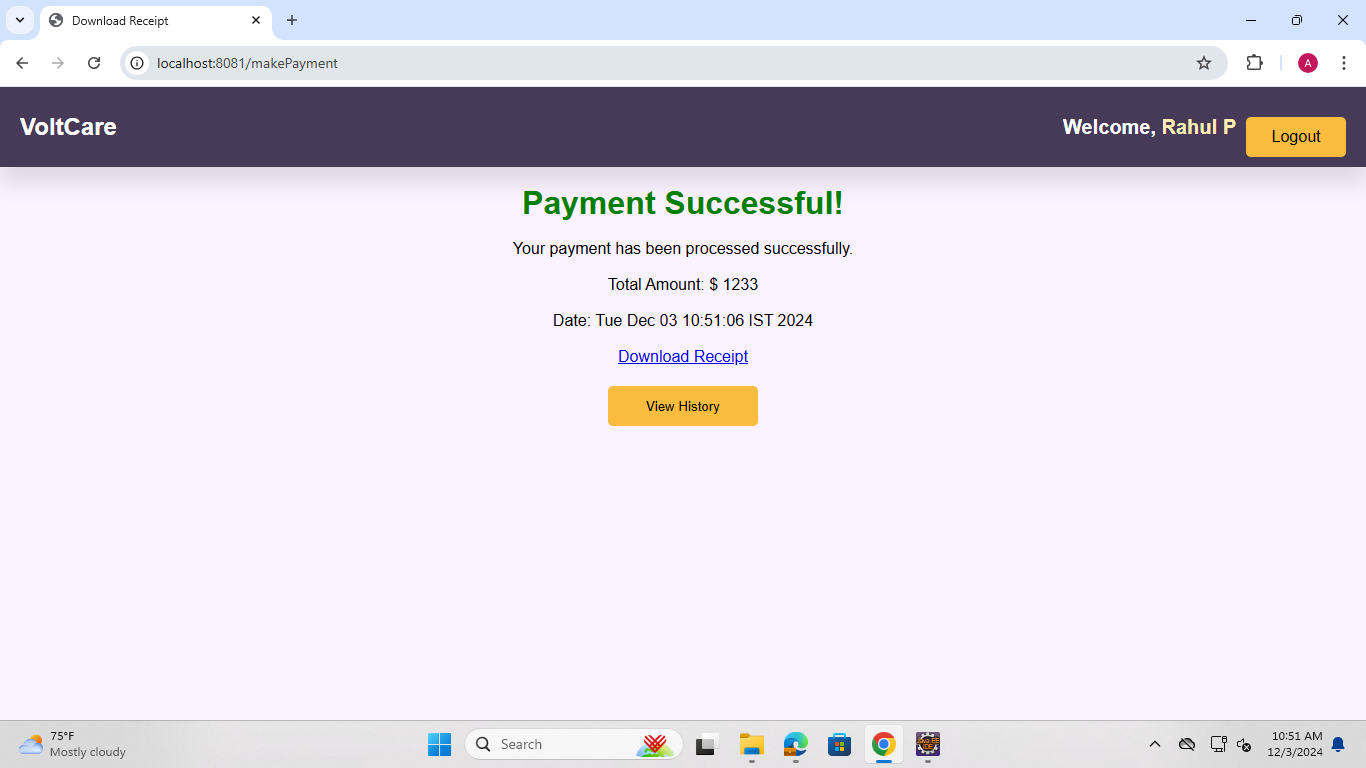 Download Receipt
localhost:8081/makePayment
A
VoltCare
Welcome, Rahul P
Logout
Payment Successful!
Your payment has been processed successfully.
Total Amount: $ 1233
Date: Tue Dec 03 10:51:06 IST 2024
Download Receipt
View History
75°F
Mostly cloudy
Search
10:51 AM
12/3/2024